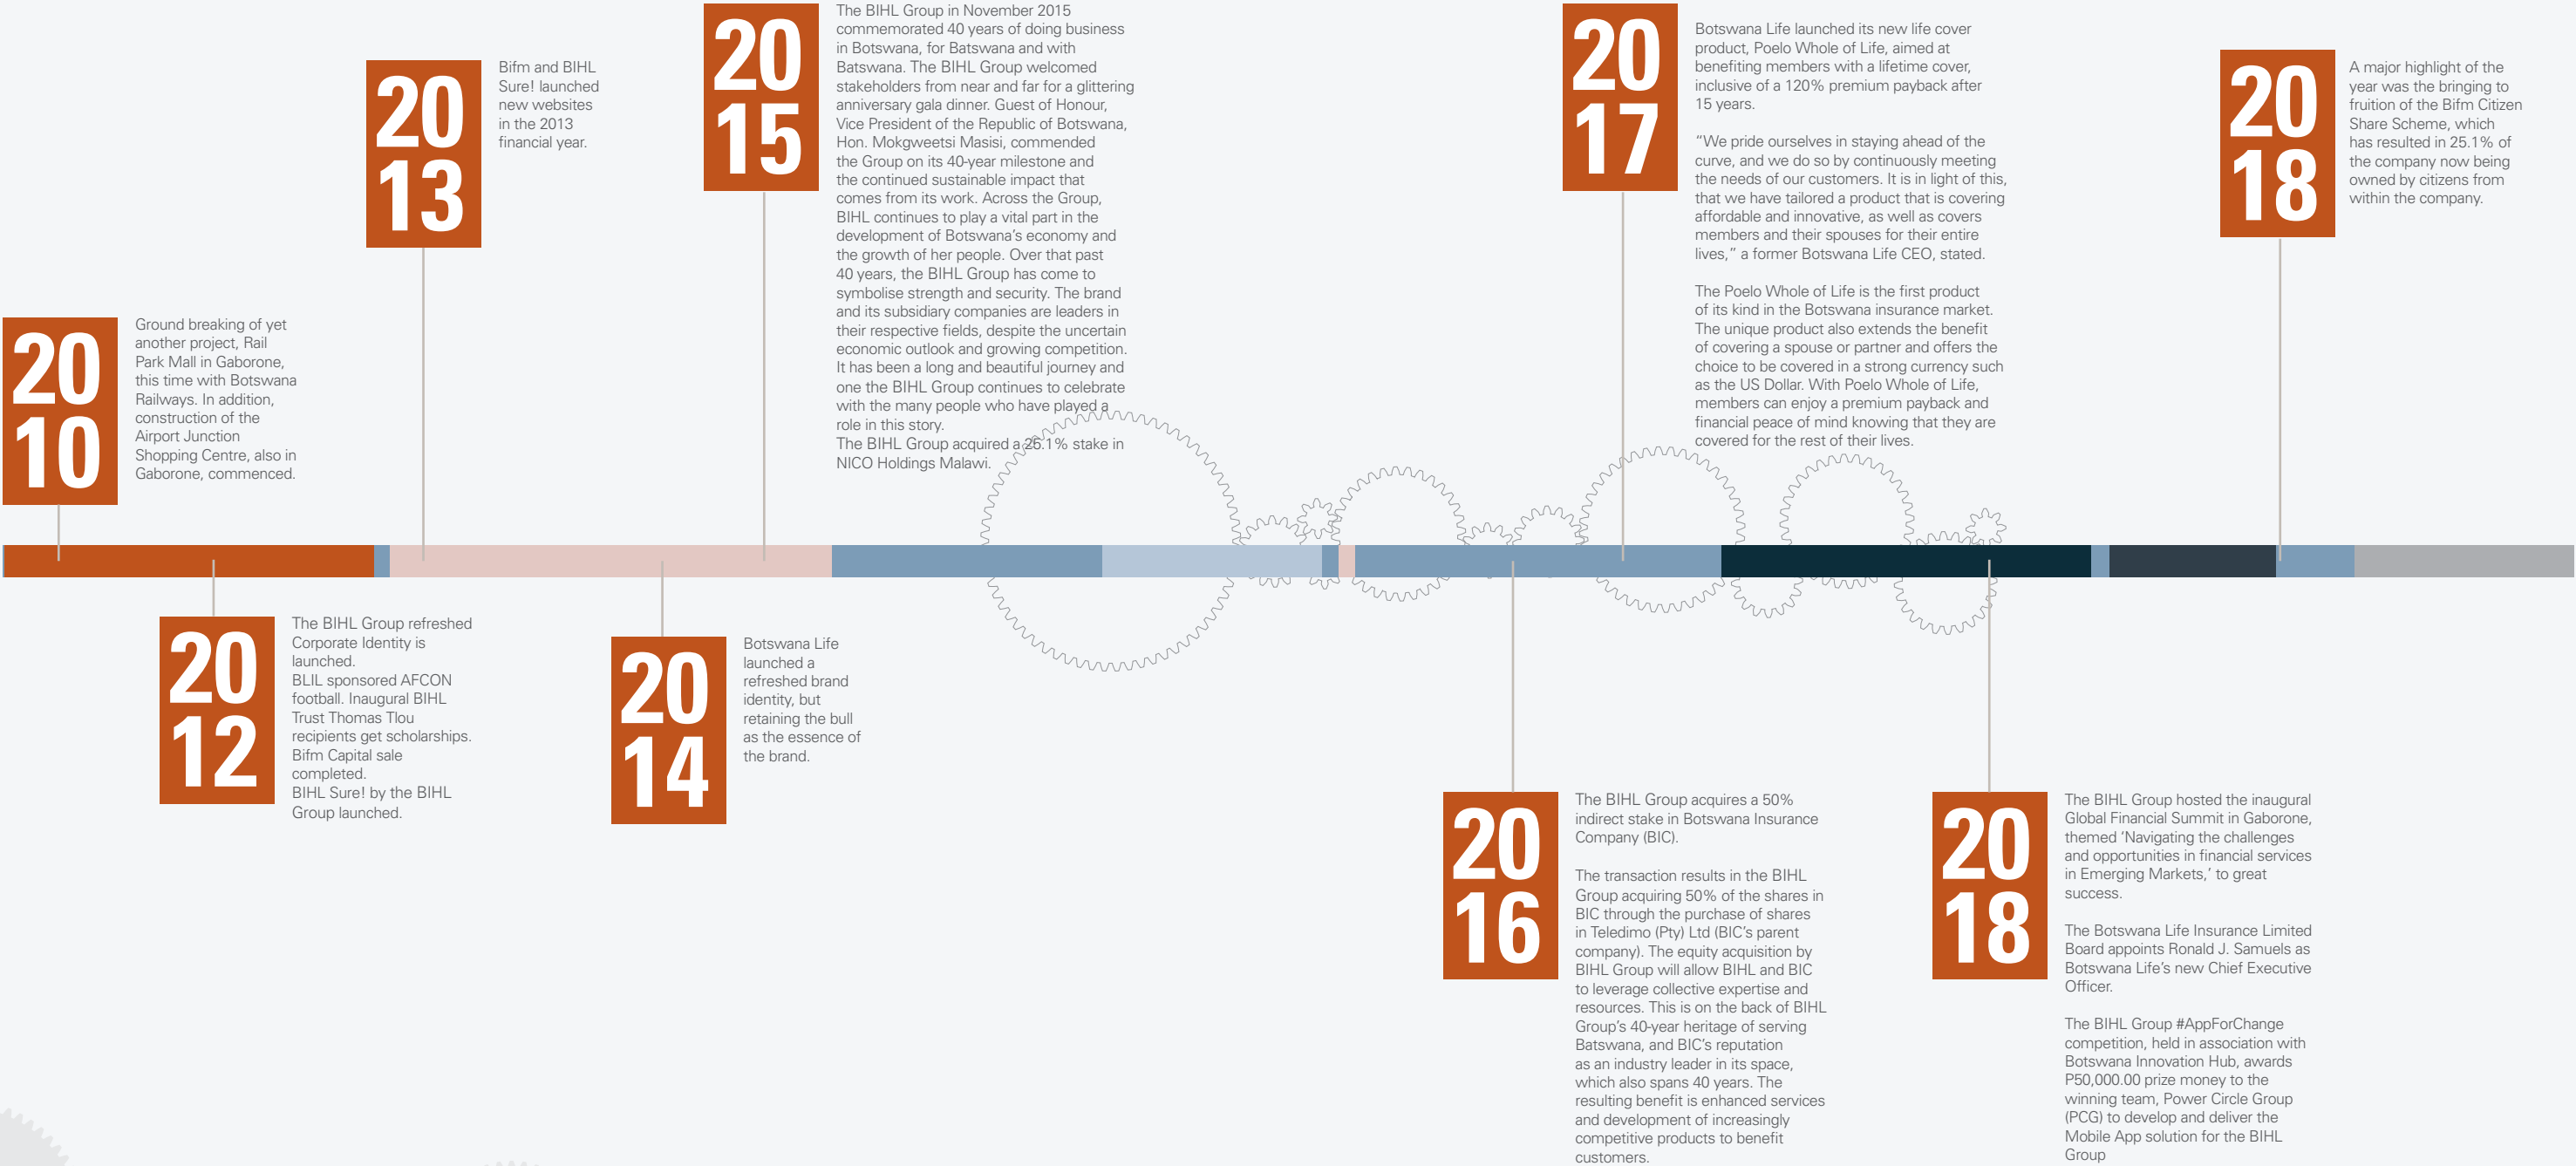 20
10
Ground breaking of yet
another project, Rail
Park Mall in Gaborone,
this time with Botswana
Railways. In addition,
construction of the
Airport Junction
Shopping Centre, also in
Gaborone, commenced.
20
12
The BIHL Group refreshed
Corporate Identity is
launched.
BLIL sponsored AFCON
football. Inaugural BIHL
Trust Thomas Tlou
recipients get scholarships.
Bifm Capital sale
completed.
BIHL Sure! by the BIHL
Group launched.
20
13
Bifm and BIHL
Sure! launched
new websites
in the 2013
financial year.
20
14
Botswana Life
launched a
refreshed brand
identity, but
retaining the bull
as the essence of
the brand.
20
15
The BIHL Group in November 2015
commemorated 40 years of doing business
in Botswana, for Batswana and with
Batswana. The BIHL Group welcomed
stakeholders from near and far for a glittering
anniversary gala dinner. Guest of Honour,
Vice President of the Republic of Botswana,
Hon. Mokgweetsi Masisi, commended
the Group on its 40-year milestone and
the continued sustainable impact that
comes from its work. Across the Group,
BIHL continues to play a vital part in the
development of Botswana’s economy and
the growth of her people. Over that past
40 years, the BIHL Group has come to
symbolise strength and security. The brand
and its subsidiary companies are leaders in
their respective fields, despite the uncertain
economic outlook and growing competition.
It has been a long and beautiful journey and
one the BIHL Group continues to celebrate
with the many people who have played a
role in this story.
The BIHL Group acquired a 25.1% stake in
NICO Holdings Malawi.
20
16
The BIHL Group acquires a 50%
indirect stake in Botswana Insurance
Company (BIC).
The transaction results in the BIHL
Group acquiring 50% of the shares in
BIC through the purchase of shares
in Teledimo (Pty) Ltd (BIC’s parent
company). The equity acquisition by
BIHL Group will allow BIHL and BIC
to leverage collective expertise and
resources. This is on the back of BIHL
Group’s 40-year heritage of serving
Batswana, and BIC’s reputation
as an industry leader in its space,
which also spans 40 years. The
resulting benefit is enhanced services
and development of increasingly
competitive products to benefit
customers.
20
17
Botswana Life launched its new life cover
product, Poelo Whole of Life, aimed at
benefiting members with a lifetime cover,
inclusive of a 120% premium payback after
15 years.
“We pride ourselves in staying ahead of the
curve, and we do so by continuously meeting
the needs of our customers. It is in light of this,
that we have tailored a product that is covering
affordable and innovative, as well as covers
members and their spouses for their entire
lives,” a former Botswana Life CEO, stated.
The Poelo Whole of Life is the first product
of its kind in the Botswana insurance market.
The unique product also extends the benefit
of covering a spouse or partner and offers the
choice to be covered in a strong currency such
as the US Dollar. With Poelo Whole of Life,
members can enjoy a premium payback and
financial peace of mind knowing that they are
covered for the rest of their lives.
20
18
The BIHL Group hosted the inaugural
Global Financial Summit in Gaborone,
themed ‘Navigating the challenges
and opportunities in financial services
in Emerging Markets,’ to great
success.
The Botswana Life Insurance Limited
Board appoints Ronald J. Samuels as
Botswana Life’s new Chief Executive
Officer.
The BIHL Group #AppForChange
competition, held in association with
Botswana Innovation Hub, awards
P50,000.00 prize money to the
winning team, Power Circle Group
(PCG) to develop and deliver the
Mobile App solution for the BIHL
Group
20
18
A major highlight of the
year was the bringing to
fruition of the Bifm Citizen
Share Scheme, which
has resulted in 25.1% of
the company now being
owned by citizens from
within the company.